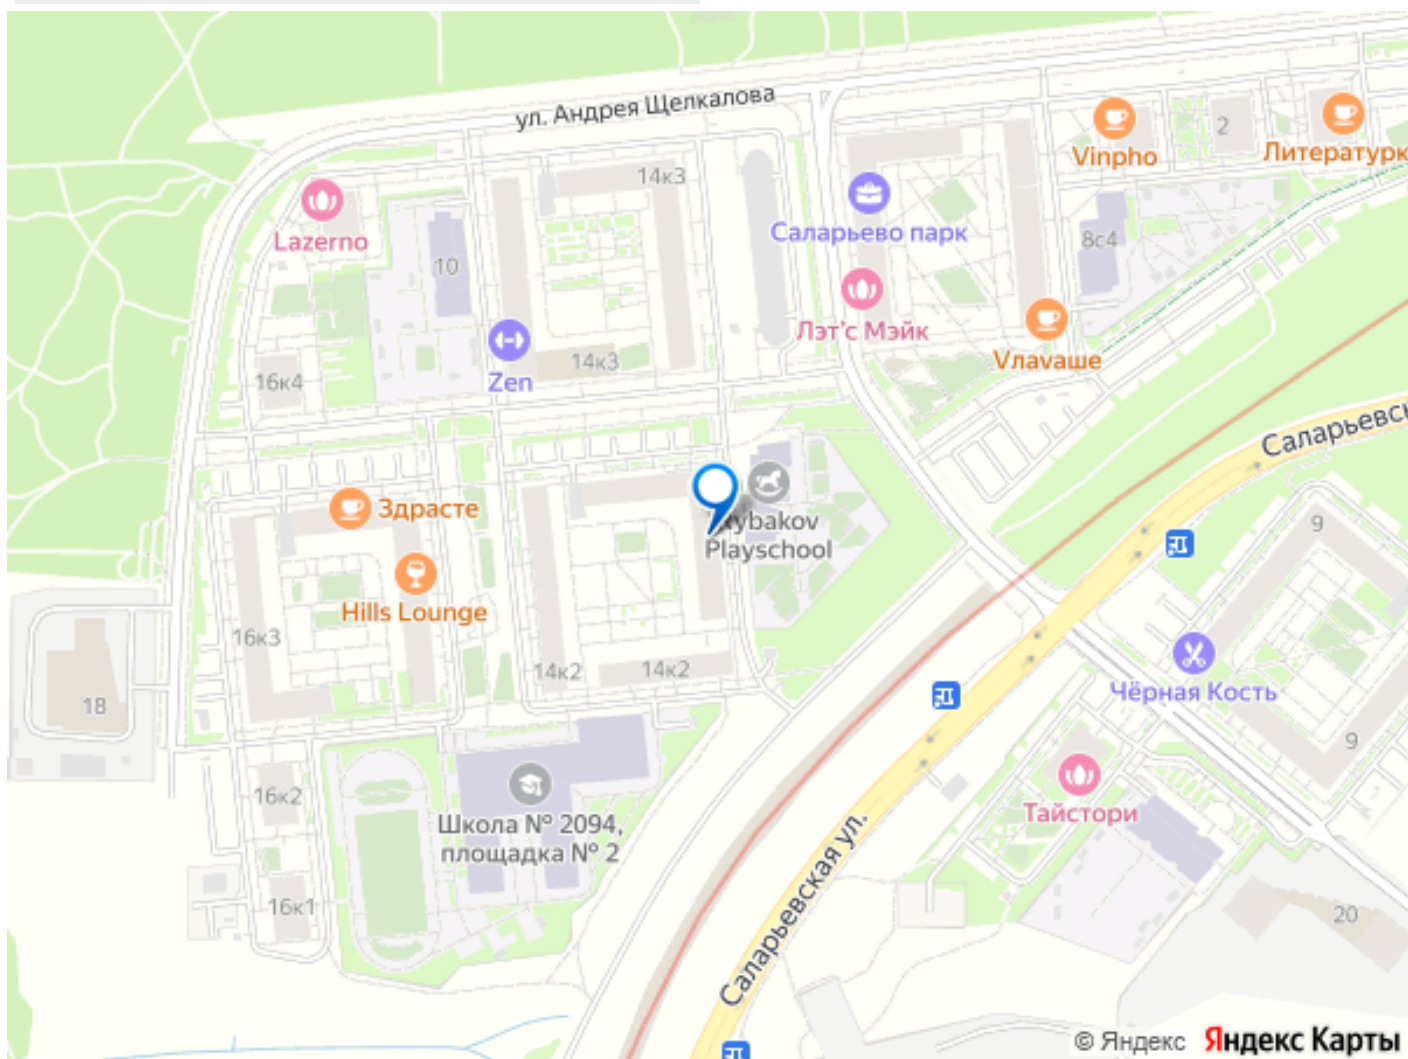 ул. Андрея Щелкалова
Vinpho
2
Литературк
14к3
Lazerno
Саларьево парк
8с4
10
Лэт'с Мэйк
Vлаваше
14к3
16к4
Zen
Саларьевск
Здрасте
Rybakov
Playschool
9
Hills Lounge
16к3
14к2
14к2
18
Чёрная Кость
9
16к2
Тайстори
Школа № 2094,
площадка № 2
16к1
20
Саларьевская ул.
© Яндекс Яндекс Карты